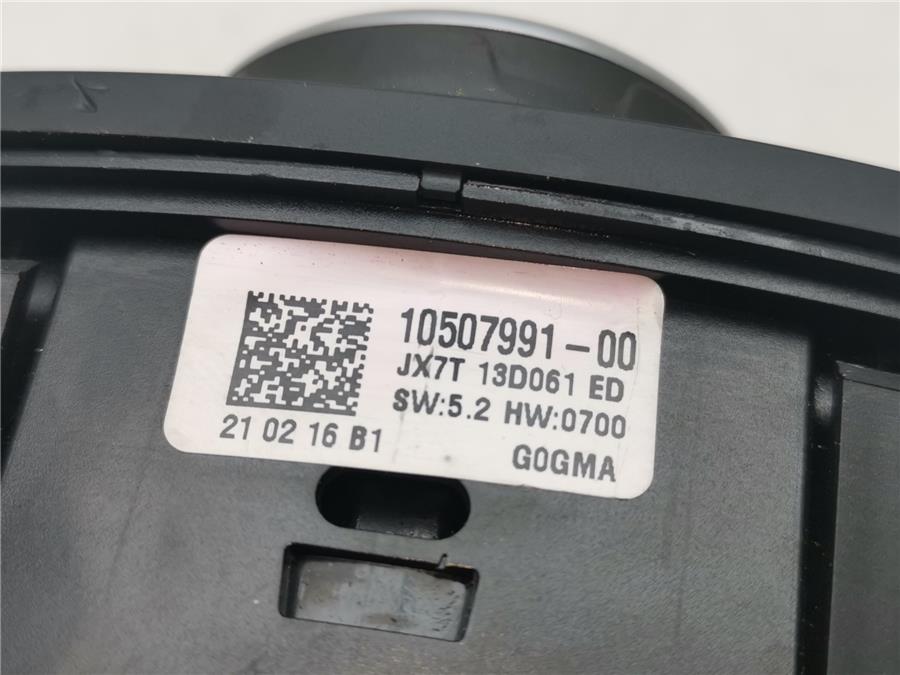 10507991-00
JX7T 13D061 ED
SW:5.2 HW:0700
21 02 16 B1
G0GMA